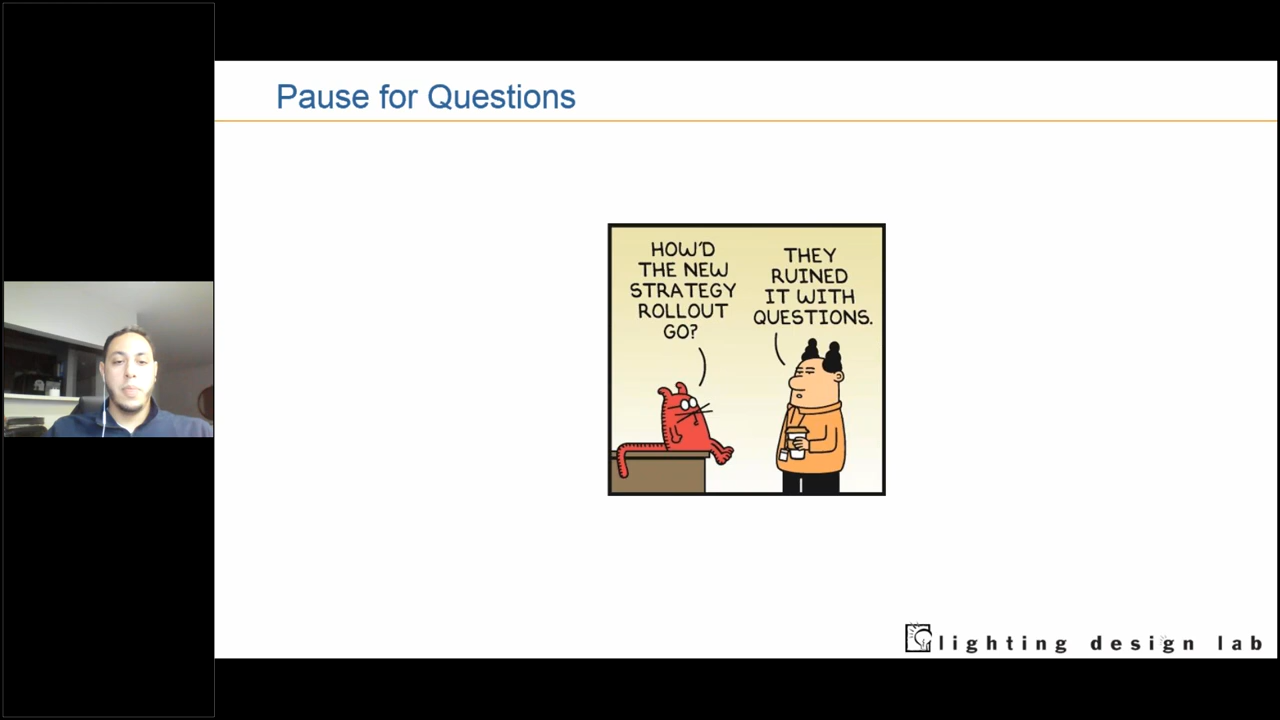 Pause for Questions
HOW'D
THE NEW
STRATEGY
ROLLOUT
GO?
THEY
RUINED
IT WITH
QUESTIONS.
lighting design lab